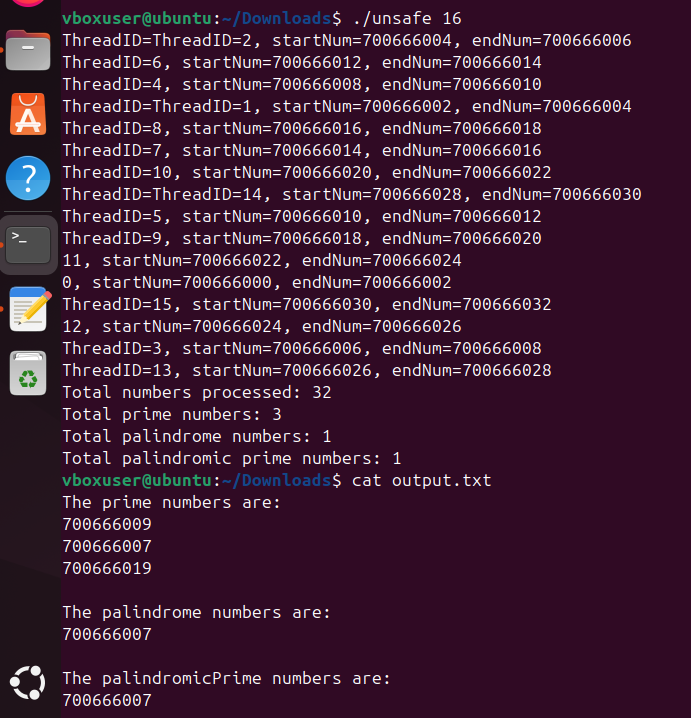 vboxuser@ubuntu:~/Downloads$ ./unsafe 16
ThreadID=ThreadID=2, startNum=700666004, endNum=700666006
ThreadID=6, startNum=700666012, endNum=700666014
ThreadID=4, startNum=700666008, endNum=700666010
ThreadID=ThreadID=1, startNum=700666002, endNum=700666004
ThreadID=8, startNum=700666016, endNum=700666018
ThreadID=7, startNum=700666014, endNum=700666016
ThreadID=10, startNum=700666020, endNum=700666022
ThreadID=ThreadID=14, startNum=700666028, endNum=700666030
ThreadID=5, startNum=700666010, endNum=700666012
ThreadID=9, startNum=700666018, endNum=700666020
11, startNum=700666022, endNum=700666024
0, startNum=700666000, endNum=700666002
ThreadID=15, startNum=700666030, endNum=700666032
12, startNum=700666024, endNum=700666026
ThreadID=3, startNum=700666006, endNum=700666008
ThreadID=13, startNum=700666026, endNum=700666028
Total numbers processed: 32
Total prime numbers: 3
Total palindrome numbers: 1
Total palindromic prime numbers: 1
vboxuser@ubuntu:~/Downloads$ cat output.txt
The prime numbers are:
700666009
700666007
700666019

The palindrome numbers are:
700666007

The palindromicPrime numbers are:
700666007